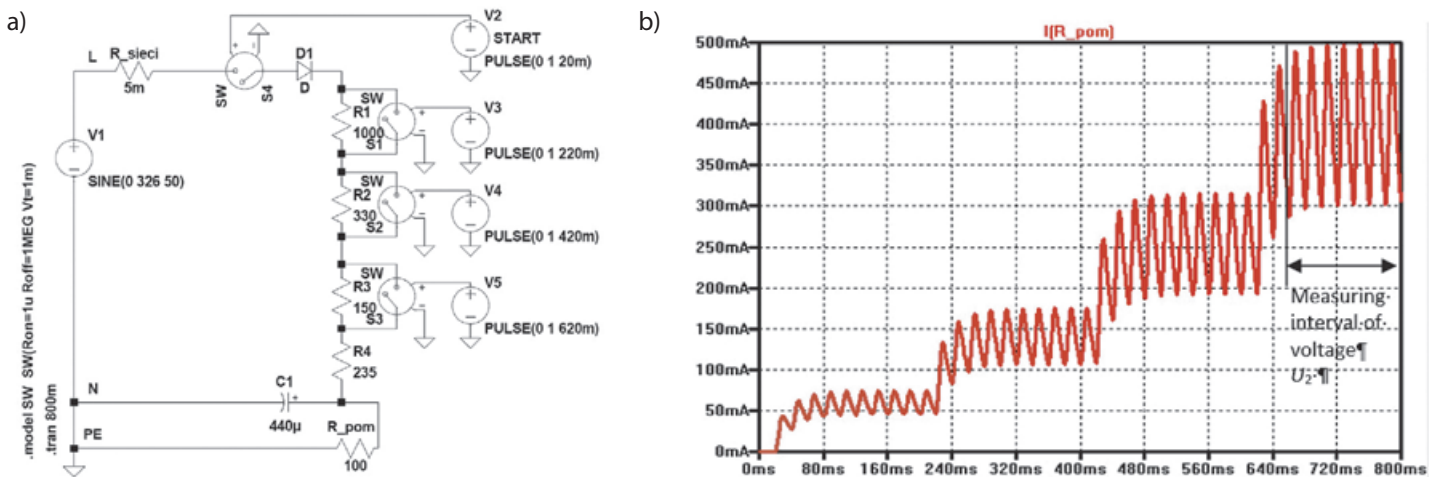 a)
L
R_sieci
5m
SW
S4
D1
D
V2
START
PULSE(0 1 20m)
V1
SINE(0 326 50)
R1
1000
SW
S1
V3
PULSE(0 1 220m)
R2
330
SW
S2
V4
PULSE(0 1 420m)
R3
150
SW
S3
V5
PULSE(0 1 620m)
R4
235
N
C1
440µ
PE
R_pom
100
.model SW SW(Ron=1u Roff=1MEG Vt=1m)
.tran 800m
b)
I(R_pom)
500mA
450mA
400mA
350mA
300mA
250mA
200mA
150mA
100mA
50mA
0mA
0ms 80ms 160ms 240ms 320ms 400ms 480ms 560ms 640ms 720ms 800ms
Measuring·
interval·of·
voltage¶
U₂·¶